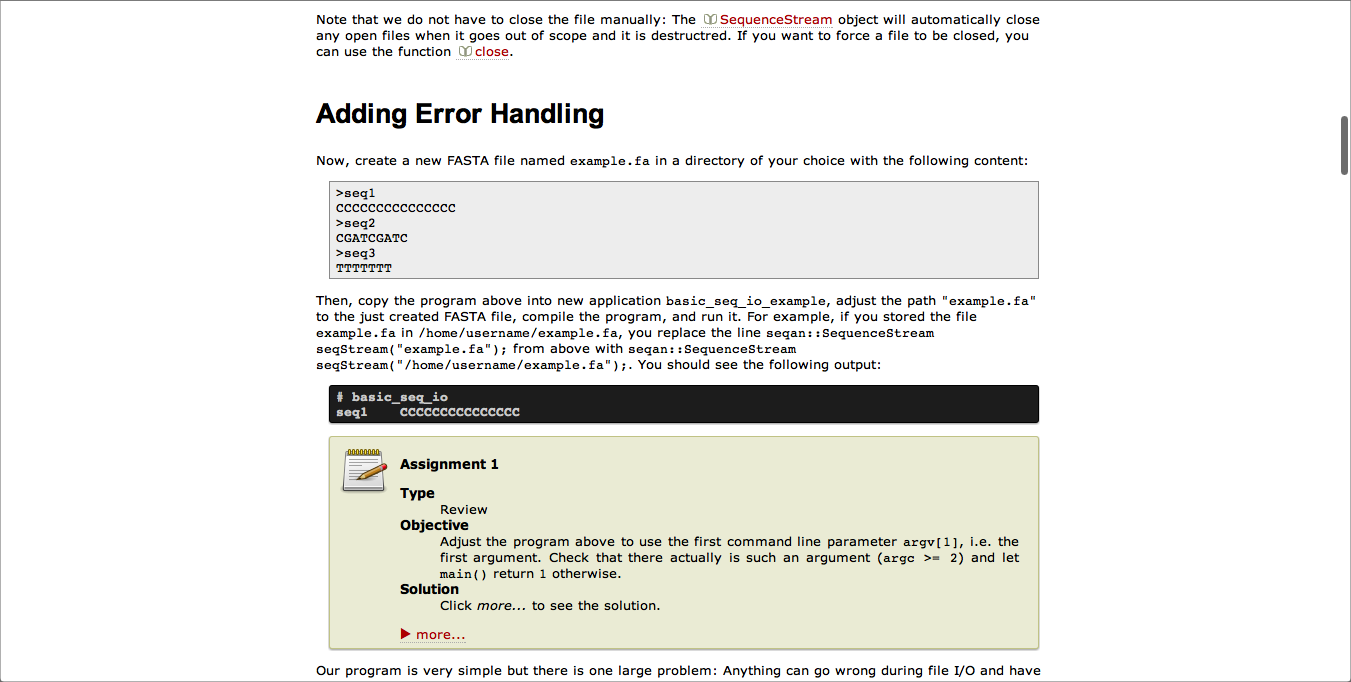 Note that we do not have to close the file manually: The SequenceStream object will automatically close
any open files when it goes out of scope and it is destructred. If you want to force a file to be closed, you
can use the function close.
Adding Error Handling
Now, create a new FASTA file named example.fa in a directory of your choice with the following content:
>seq1
CCCCCCCCCCCCCCC
>seq2
CGATCGATC
>seq3
TTTTTTT
Then, copy the program above into new application basic_seq_io_example, adjust the path "example.fa"
to the just created FASTA file, compile the program, and run it. For example, if you stored the file
example.fa in /home/username/example.fa, you replace the line seqan::SequenceStream
seqStream("example.fa"); from above with seqan::SequenceStream
seqStream("/home/username/example.fa");. You should see the following output:
# basic_seq_io
seq1    CCCCCCCCCCCCCCC
Assignment 1
Type
Review
Objective
Adjust the program above to use the first command line parameter argv[1], i.e. the
first argument. Check that there actually is such an argument (argc >= 2) and let
main() return 1 otherwise.
Solution
Click more... to see the solution.
more...
Our program is very simple but there is one large problem: Anything can go wrong during file I/O and have